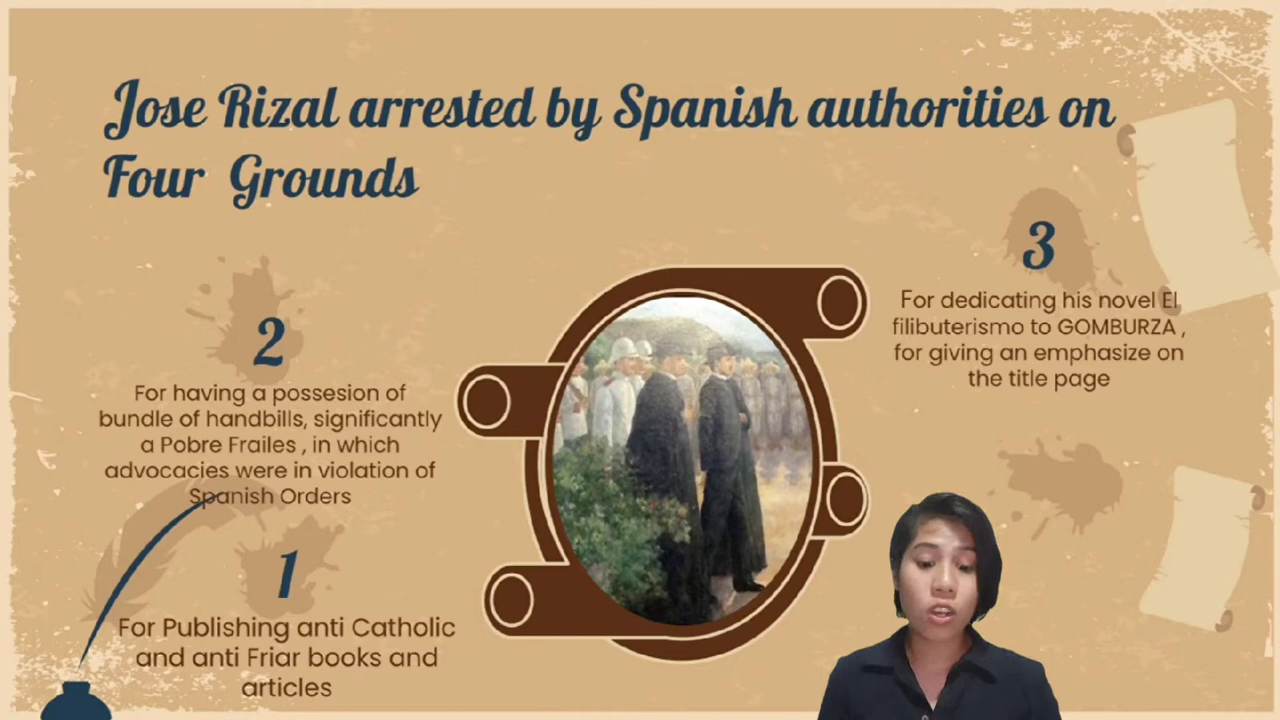 Jose Rizal arrested by Spanish authorities on
Four Grounds
2
For having a possesion of
bundle of handbills, significantly
a Pobre Frailes , in which
advocacies were in violation of
Spanish Orders
1
For Publishing anti Catholic
and anti Friar books and
articles
3
For dedicating his novel El
filibuterismo to GOMBURZA ,
for giving an emphasize on
the title page